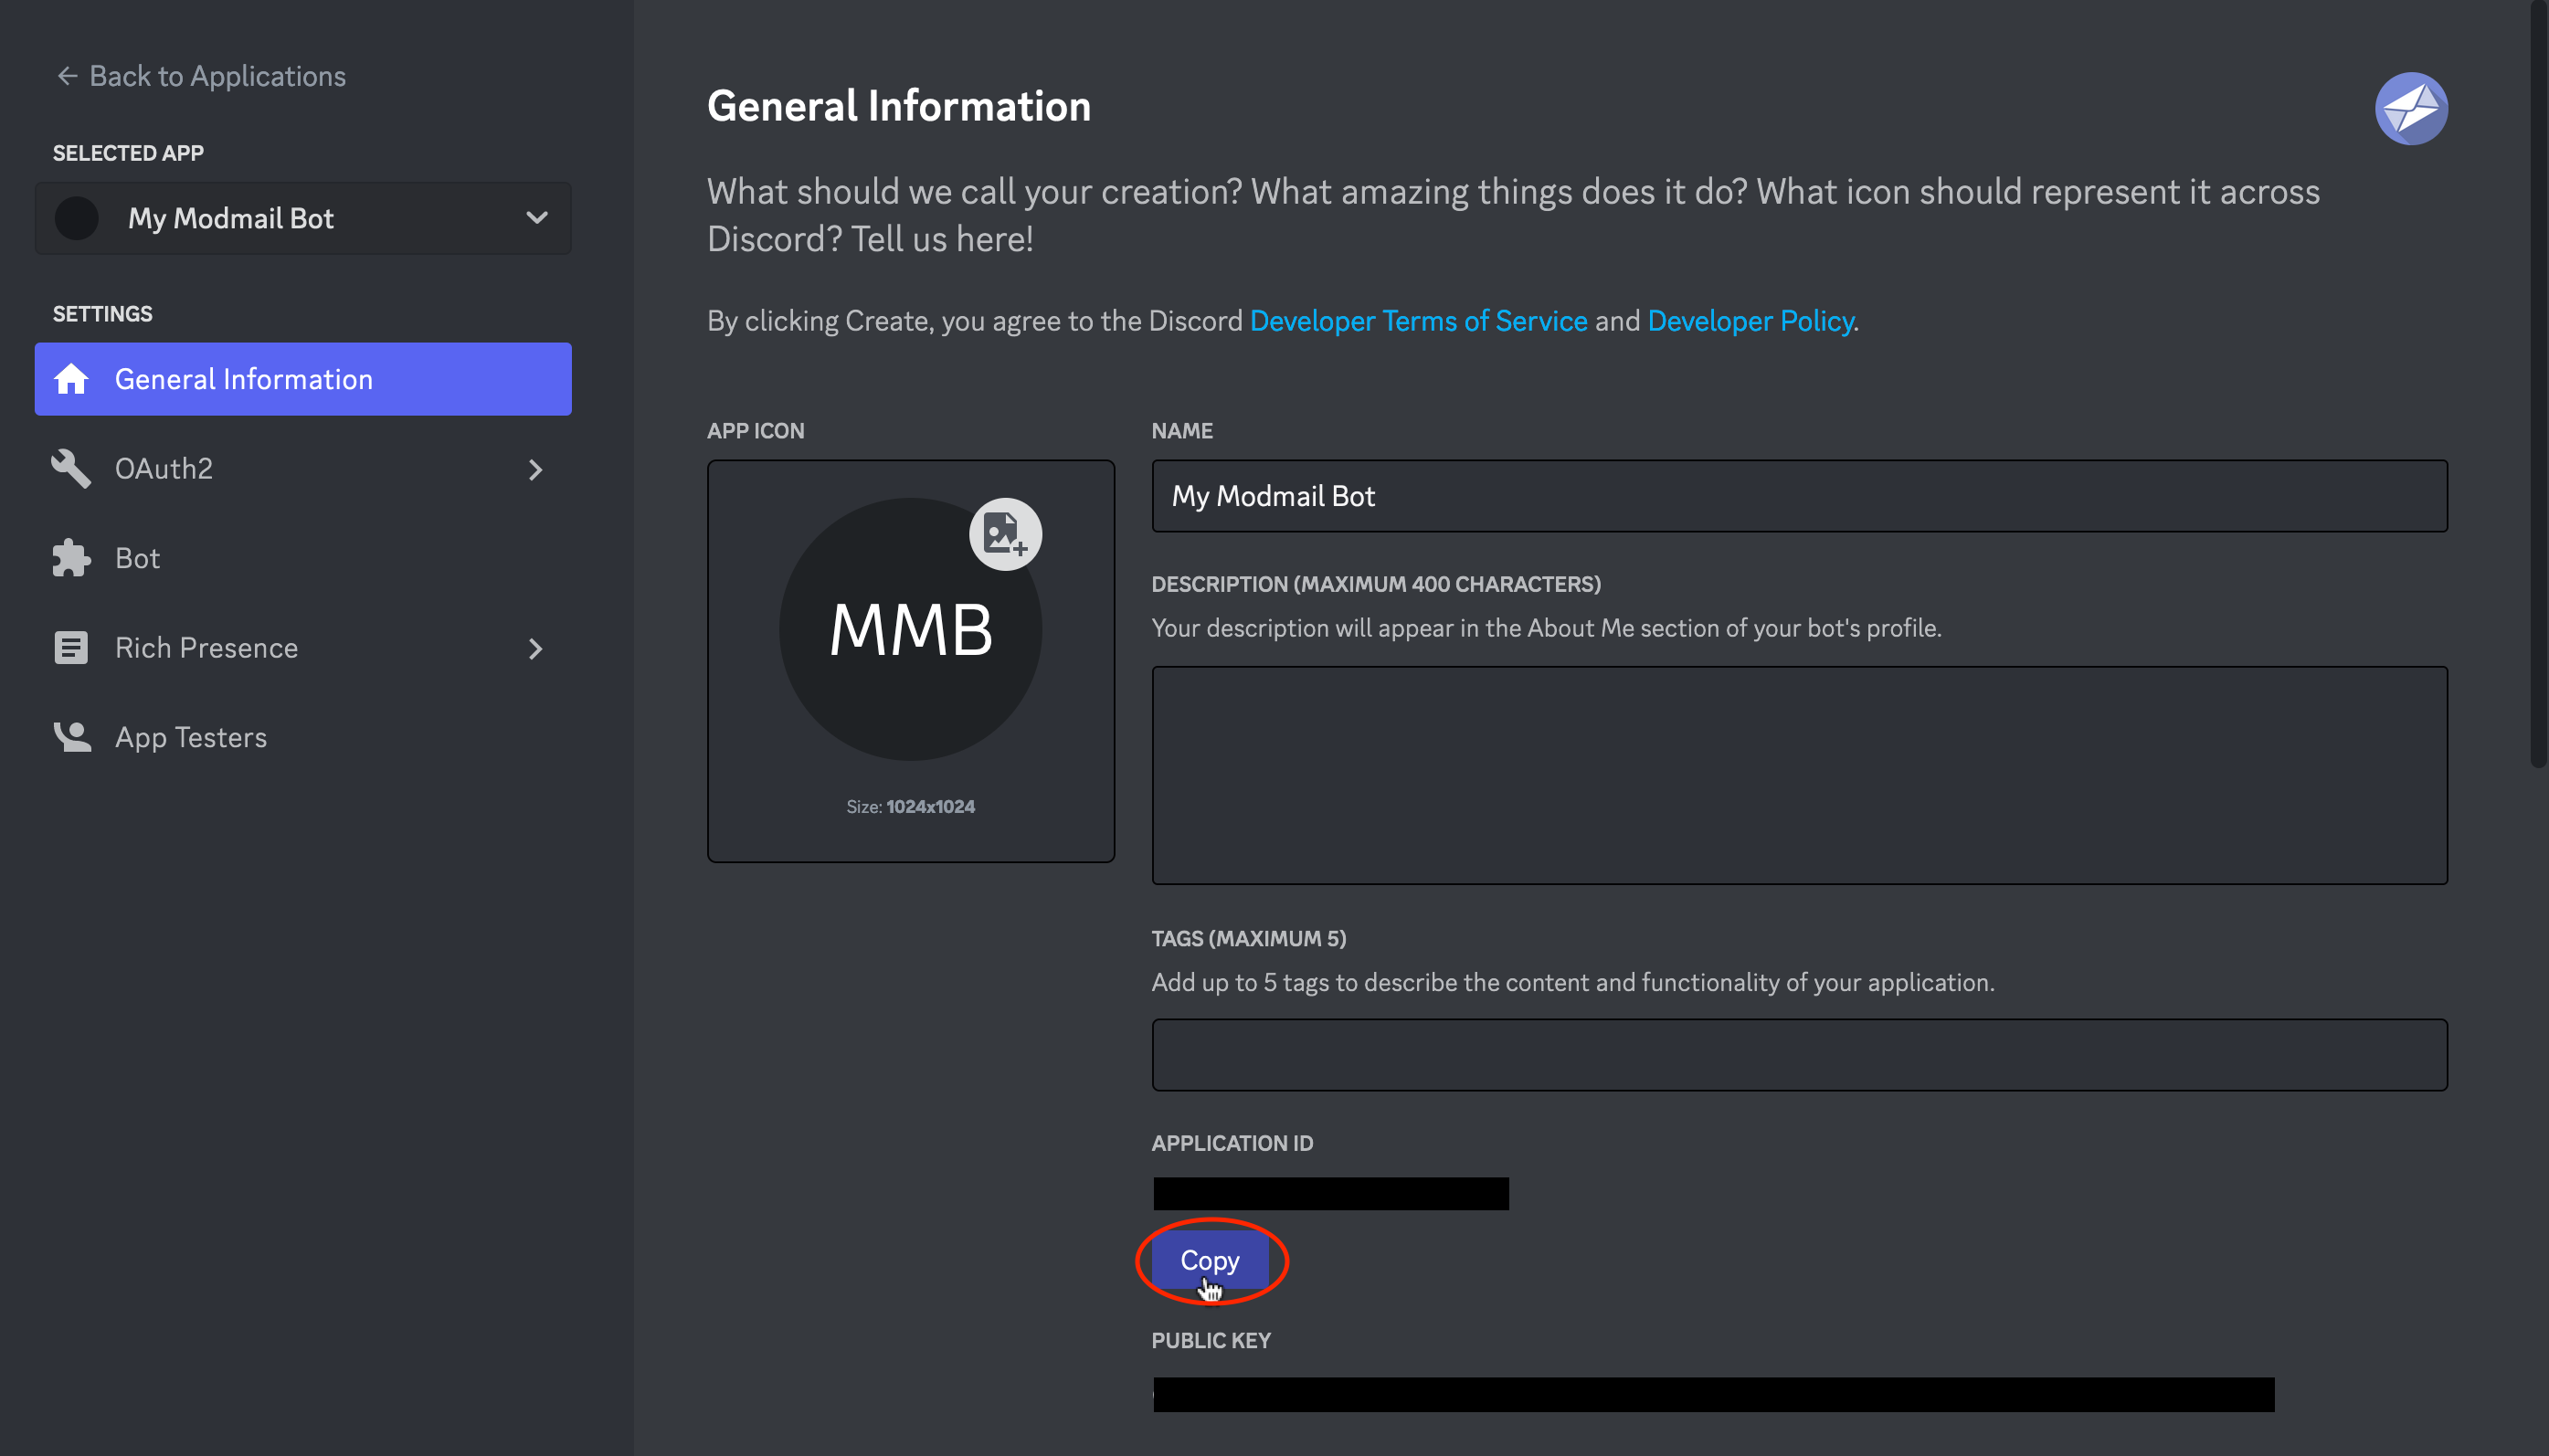 ← Back to Applications
SELECTED APP
My Modmail Bot
SETTINGS
General Information
OAuth2
Bot
Rich Presence
App Testers
General Information
What should we call your creation? What amazing things does it do? What icon should represent it across
Discord? Tell us here!
By clicking Create, you agree to the Discord Developer Terms of Service and Developer Policy.
APP ICON
MMB
Size: 1024x1024
NAME
My Modmail Bot
DESCRIPTION (MAXIMUM 400 CHARACTERS)
Your description will appear in the About Me section of your bot's profile.
TAGS (MAXIMUM 5)
Add up to 5 tags to describe the content and functionality of your application.
APPLICATION ID
Copy
PUBLIC KEY